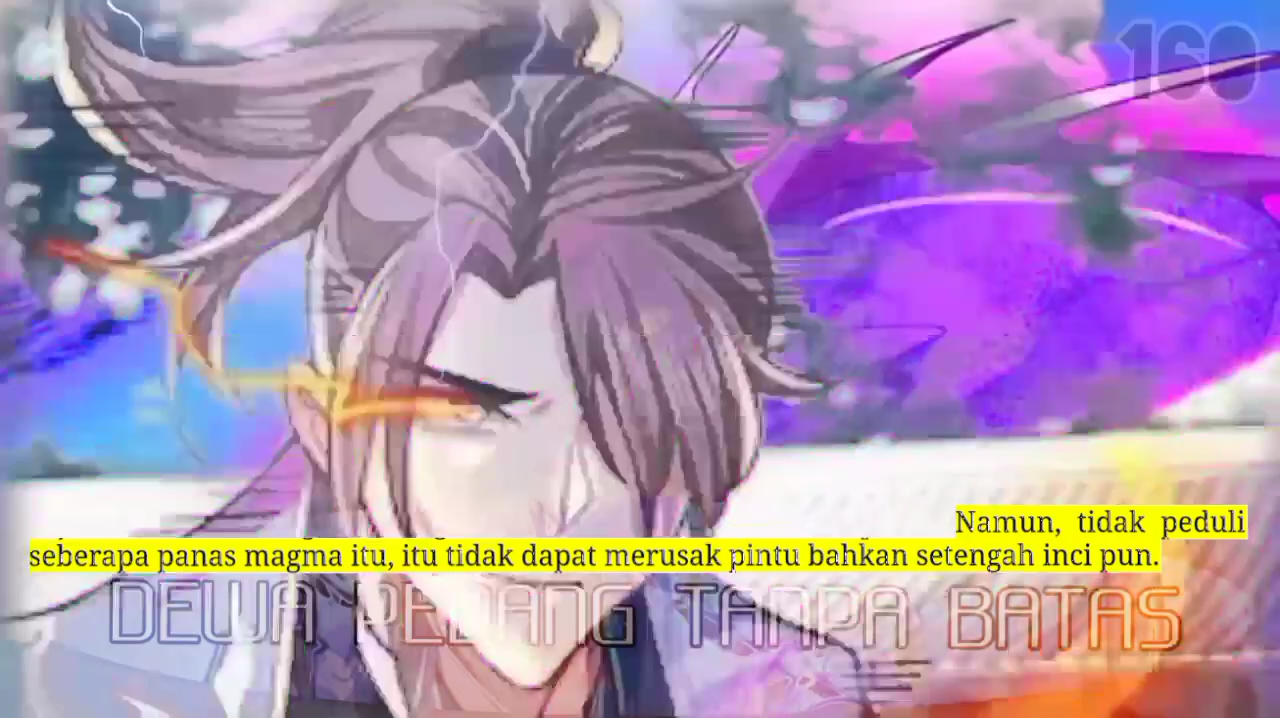 160
Namun, tidak peduli
seberapa panas magma itu, itu tidak dapat merusak pintu bahkan setengah inci pun.
DEWA PEDANG TANPA BATAS